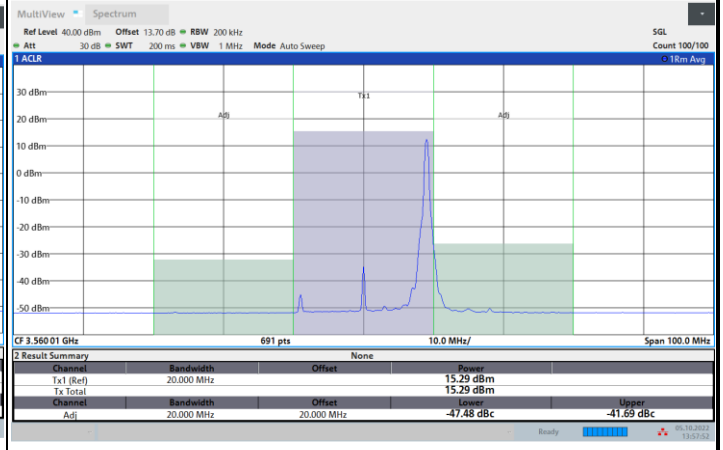 MultiView Spectrum
Ref Level 40.00 dBm Offset 13.70 dB RBW 200 kHz SGL
Att 30 dB SWT 200 ms VBW 1 MHz Mode Auto Sweep Count 100/100
1 ACLR 1Rm Avg
30 dBm
Tx1
20 dBm Adj Adj
10 dBm
0 dBm
-10 dBm
-20 dBm
-30 dBm
-40 dBm
-50 dBm
CF 3.560 01 GHz 691 pts 10.0 MHz/ Span 100.0 MHz
2 Result Summary None
Channel Bandwidth Offset Power
Tx1 (Ref) 20.000 MHz 15.29 dBm
Tx Total 15.29 dBm
Channel Bandwidth Offset Lower Upper
Adj 20.000 MHz 20.000 MHz -47.48 dBc -41.69 dBc
Ready 05.10.2022
13:57:52